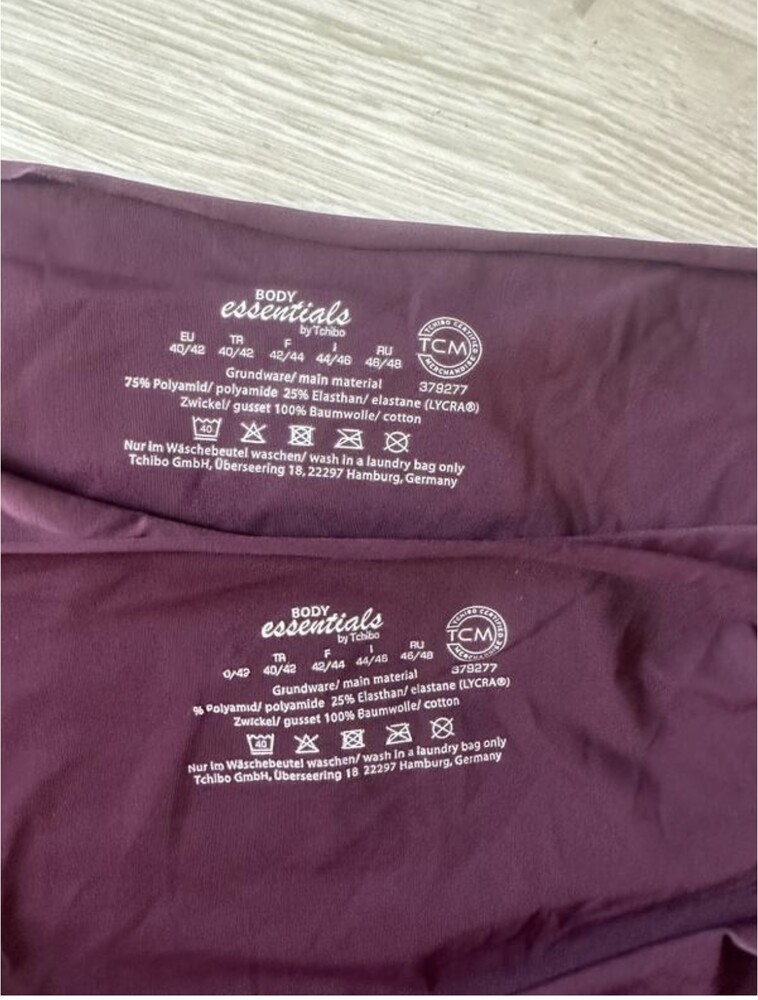 BODY
essentials
by Tchibo
EU TR F I RU
40/42 40/42 42/44 44/46 46/48
TCHIBO CERTIFIED
TCM
MERCHANDISE
379277
Grundware/ main material
75% Polyamid/ polyamide 25% Elasthan/ elastane (LYCRA®)
Zwickel/ gusset 100% Baumwolle/ cotton
40
Nur im Wäschebeutel waschen/ wash in a laundry bag only
Tchibo GmbH, Überseering 18, 22297 Hamburg, Germany
BODY
essentials
by Tchibo
TR F I RU
0/42 40/42 42/44 44/46 46/48
TCHIBO CERTIFIED
TCM
MERCHANDISE
379277
Grundware/ main material
% Polyamid/ polyamide 25% Elasthan/ elastane (LYCRA®)
Zwickel/ gusset 100% Baumwolle/ cotton
40
Nur im Wäschebeutel waschen/ wash in a laundry bag only
Tchibo GmbH, Überseering 18 22297 Hamburg, Germany